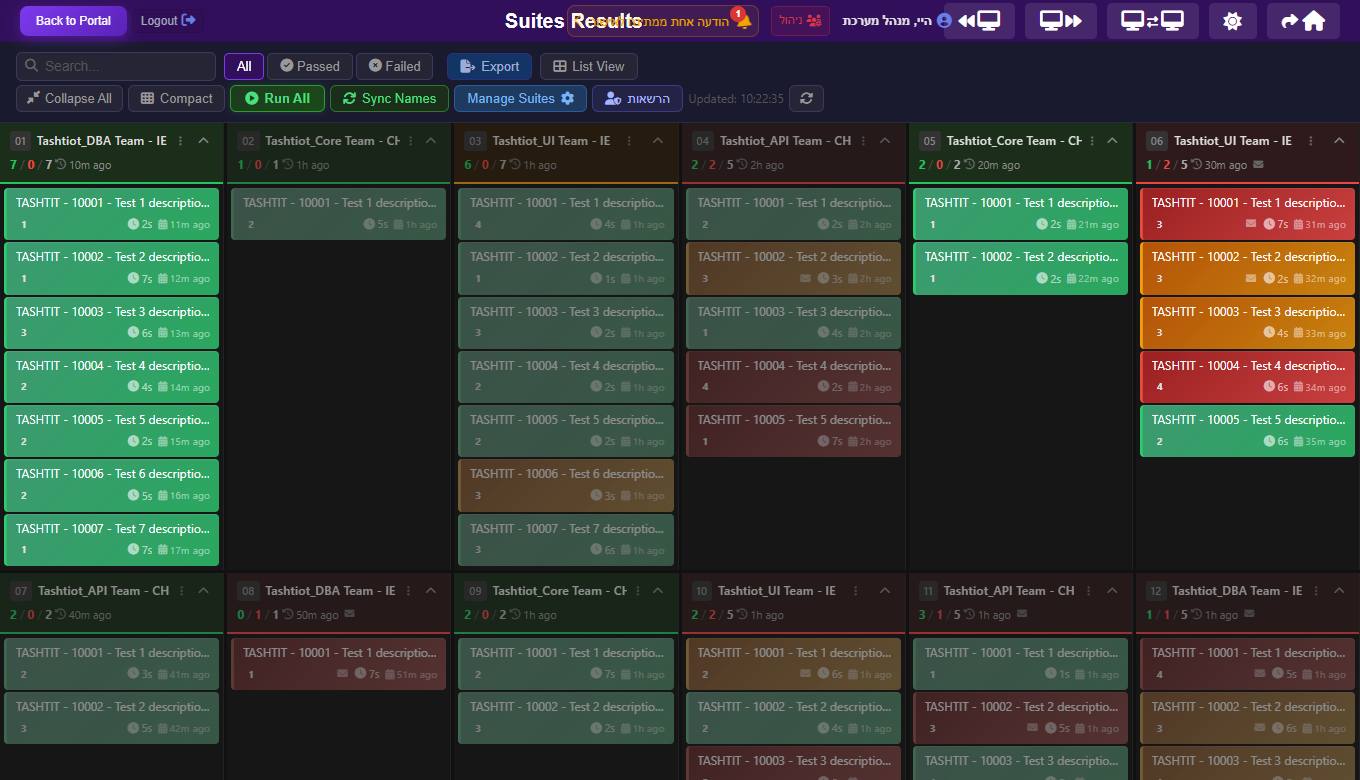 Back to Portal
Logout
Suites Results
הודעה אחת
1
ניהול
היי, מנהל מערכת
Search...
All
Passed
Failed
Export
List View
Collapse All
Compact
Run All
Sync Names
Manage Suites
הרשאות
Updated: 10:22:35
01 Tashtiot_DBA Team - IE
7 / 0 / 7 10m ago
TASHTIT - 10001 - Test 1 descriptio...
1 2s 11m ago
TASHTIT - 10002 - Test 2 descriptio...
1 7s 12m ago
TASHTIT - 10003 - Test 3 descriptio...
3 6s 13m ago
TASHTIT - 10004 - Test 4 descriptio...
2 4s 14m ago
TASHTIT - 10005 - Test 5 descriptio...
2 2s 15m ago
TASHTIT - 10006 - Test 6 descriptio...
2 5s 16m ago
TASHTIT - 10007 - Test 7 descriptio...
1 7s 17m ago
02 Tashtiot_Core Team - CH
1 / 0 / 1 1h ago
TASHTIT - 10001 - Test 1 descriptio...
2 5s 1h ago
03 Tashtiot_UI Team - IE
6 / 0 / 7 1h ago
TASHTIT - 10001 - Test 1 descriptio...
4 4s 1h ago
TASHTIT - 10002 - Test 2 descriptio...
1 1s 1h ago
TASHTIT - 10003 - Test 3 descriptio...
3 2s 1h ago
TASHTIT - 10004 - Test 4 descriptio...
2 2s 1h ago
TASHTIT - 10005 - Test 5 descriptio...
2 2s 1h ago
TASHTIT - 10006 - Test 6 descriptio...
3 3s 1h ago
TASHTIT - 10007 - Test 7 descriptio...
3 6s 1h ago
04 Tashtiot_API Team - CH
2 / 2 / 5 2h ago
TASHTIT - 10001 - Test 1 descriptio...
2 2s 2h ago
TASHTIT - 10002 - Test 2 descriptio...
3 3s 2h ago
TASHTIT - 10003 - Test 3 descriptio...
1 4s 2h ago
TASHTIT - 10004 - Test 4 descriptio...
4 2s 2h ago
TASHTIT - 10005 - Test 5 descriptio...
1 7s 2h ago
05 Tashtiot_Core Team - CH
2 / 0 / 2 20m ago
TASHTIT - 10001 - Test 1 descriptio...
1 2s 21m ago
TASHTIT - 10002 - Test 2 descriptio...
1 2s 22m ago
06 Tashtiot_UI Team - IE
1 / 2 / 5 30m ago
TASHTIT - 10001 - Test 1 descriptio...
3 7s 31m ago
TASHTIT - 10002 - Test 2 descriptio...
3 2s 32m ago
TASHTIT - 10003 - Test 3 descriptio...
3 4s 33m ago
TASHTIT - 10004 - Test 4 descriptio...
4 6s 34m ago
TASHTIT - 10005 - Test 5 descriptio...
2 6s 35m ago
07 Tashtiot_API Team - CH
2 / 0 / 2 40m ago
TASHTIT - 10001 - Test 1 descriptio...
2 3s 41m ago
TASHTIT - 10002 - Test 2 descriptio...
3 5s 42m ago
08 Tashtiot_DBA Team - IE
0 / 1 / 1 50m ago
TASHTIT - 10001 - Test 1 descriptio...
1 7s 51m ago
09 Tashtiot_Core Team - CH
2 / 0 / 2 1h ago
TASHTIT - 10001 - Test 1 descriptio...
2 7s 1h ago
TASHTIT - 10002 - Test 2 descriptio...
3 2s 1h ago
10 Tashtiot_UI Team - IE
2 / 2 / 5 1h ago
TASHTIT - 10001 - Test 1 descriptio...
2 6s 1h ago
TASHTIT - 10002 - Test 2 descriptio...
2 4s 1h ago
TASHTIT - 10003 - Test 3 descriptio...
11 Tashtiot_API Team - CH
3 / 1 / 5 1h ago
TASHTIT - 10001 - Test 1 descriptio...
1 1s 1h ago
TASHTIT - 10002 - Test 2 descriptio...
3 5s 1h ago
TASHTIT - 10003 - Test 3 descriptio...
12 Tashtiot_DBA Team - IE
1 / 1 / 5 1h ago
TASHTIT - 10001 - Test 1 descriptio...
4 5s 1h ago
TASHTIT - 10002 - Test 2 descriptio...
3 6s 1h ago
TASHTIT - 10003 - Test 3 descriptio...